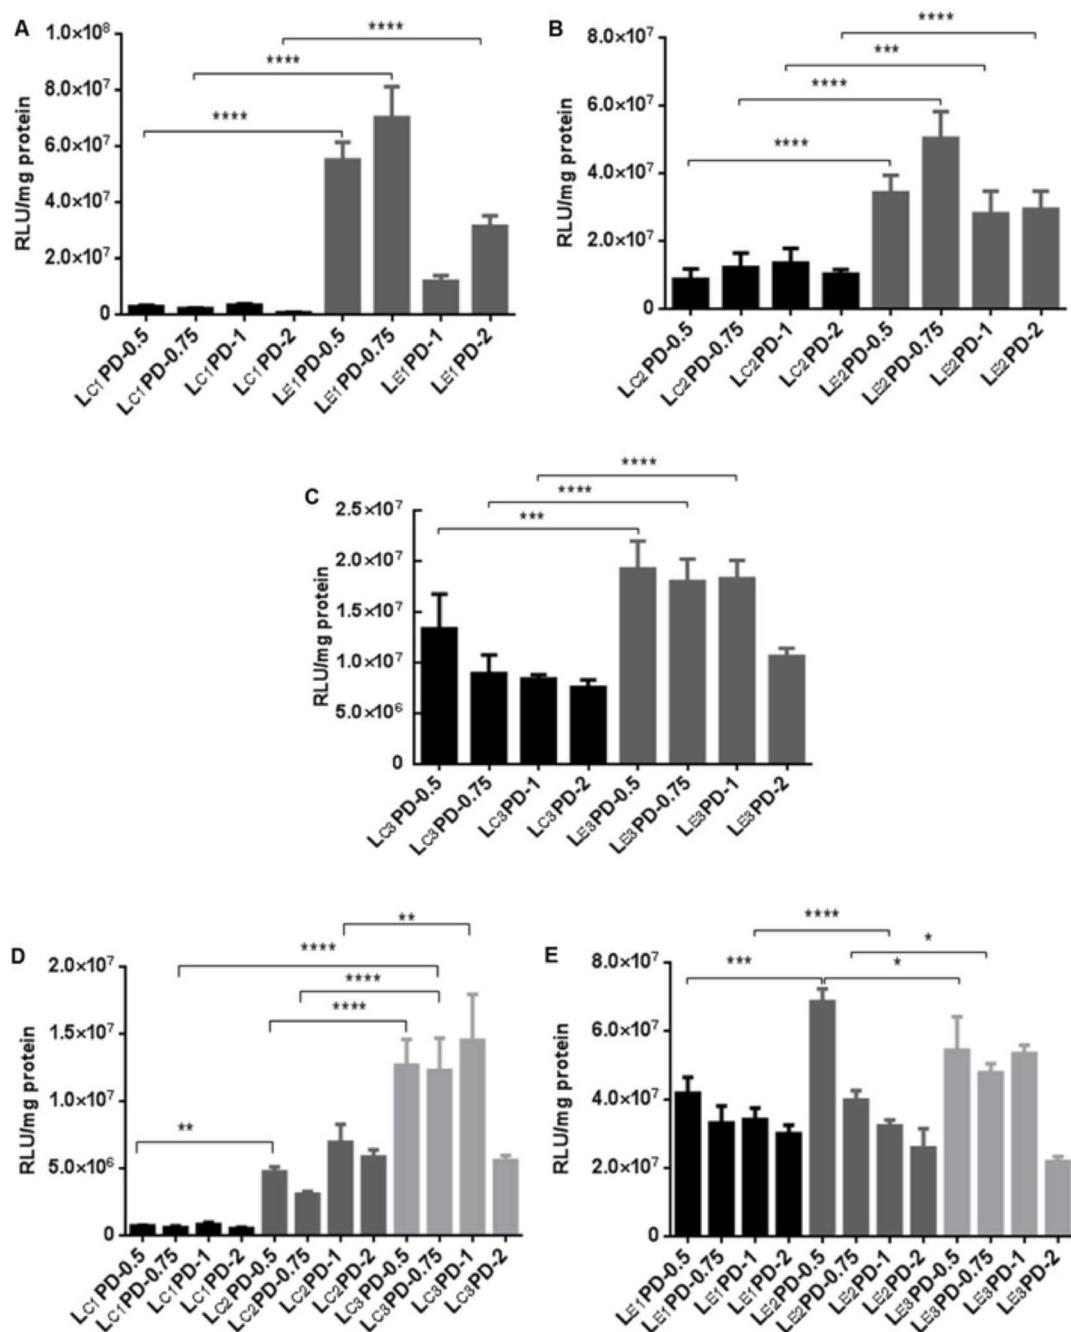 A
RLU/mg protein
1.0×10⁸
8.0×10⁷
6.0×10⁷
4.0×10⁷
2.0×10⁷
0
****
****
****
LC1PD-0.5
LC1PD-0.75
LC1PD-1
LC1PD-2
LE1PD-0.5
LE1PD-0.75
LE1PD-1
LE1PD-2
B
RLU/mg protein
8.0×10⁷
6.0×10⁷
4.0×10⁷
2.0×10⁷
0
****
***
****
****
LC2PD-0.5
LC2PD-0.75
LC2PD-1
LC2PD-2
LE2PD-0.5
LE2PD-0.75
LE2PD-1
LE2PD-2
C
RLU/mg protein
2.5×10⁷
2.0×10⁷
1.5×10⁷
1.0×10⁷
5.0×10⁶
0
****
****
***
LC3PD-0.5
LC3PD-0.75
LC3PD-1
LC3PD-2
LE3PD-0.5
LE3PD-0.75
LE3PD-1
LE3PD-2
D
RLU/mg protein
2.0×10⁷
1.5×10⁷
1.0×10⁷
5.0×10⁶
0
**
****
****
****
**
LC1PD-0.5
LC1PD-0.75
LC1PD-1
LC1PD-2
LC2PD-0.5
LC2PD-0.75
LC2PD-1
LC2PD-2
LC3PD-0.5
LC3PD-0.75
LC3PD-1
LC3PD-2
E
RLU/mg protein
8.0×10⁷
6.0×10⁷
4.0×10⁷
2.0×10⁷
0
****
*
***
*
LE1PD-0.5
LE1PD-0.75
LE1PD-1
LE1PD-2
LE2PD-0.5
LE2PD-0.75
LE2PD-1
LE2PD-2
LE3PD-0.5
LE3PD-0.75
LE3PD-1
LE3PD-2